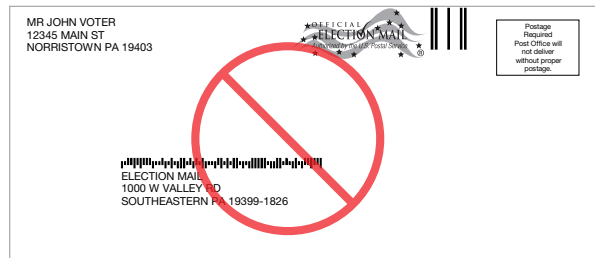 MR JOHN VOTER
12345 MAIN ST
NORRISTOWN PA 19403
OFFICIAL
ELECTION MAIL
Authorized by the U.S. Postal Service
®
Postage
Required
Post Office will
not deliver
without proper
postage.
ELECTION MAIL
1000 W VALLEY RD
SOUTHEASTERN PA 19399-1826